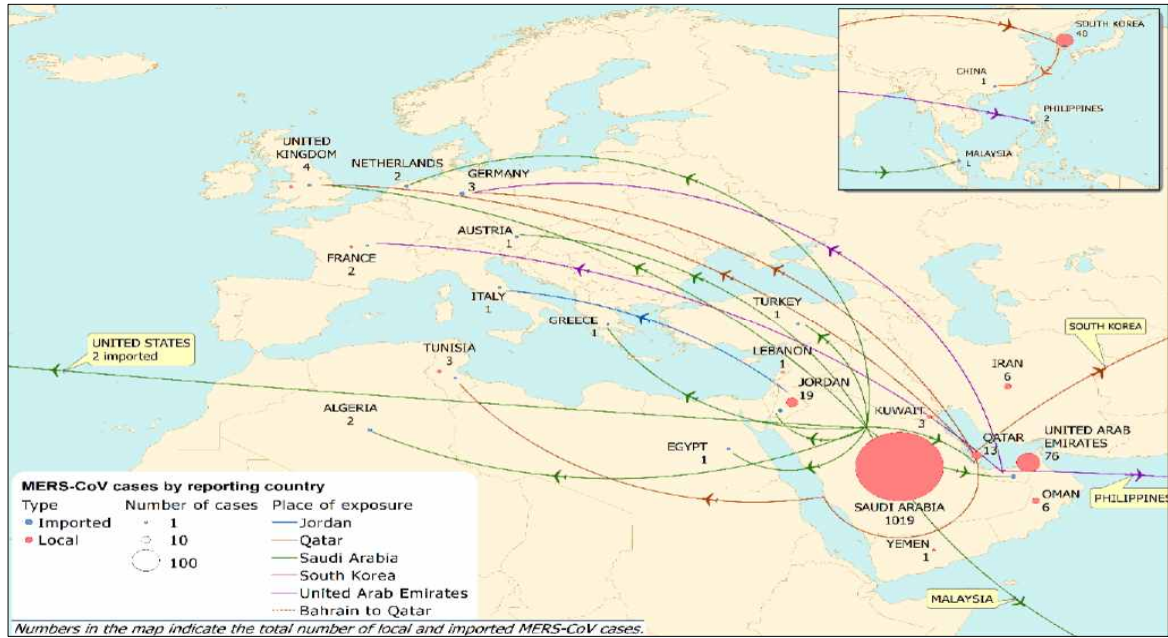 SOUTH KOREA
40
CHINA
1
PHILIPPINES
2
MALAYSIA
1
UNITED
KINGDOM
4
NETHERLANDS
2
GERMANY
3
AUSTRIA
1
FRANCE
2
ITALY
1
GREECE
1
TURKEY
1
UNITED STATES
2 imported
TUNISIA
3
LEBANON
1
JORDAN
19
SOUTH KOREA
IRAN
6
ALGERIA
2
KUWAIT
3
EGYPT
1
QATAR
13
UNITED ARAB
EMIRATES
76
SAUDI ARABIA
1019
OMAN
6
PHILIPPINES
YEMEN
1
MALAYSIA
MERS-CoV cases by reporting country
Type Number of cases Place of exposure
Imported 1 Jordan
Local 10 Qatar
100 Saudi Arabia
South Korea
United Arab Emirates
Bahrain to Qatar
Numbers in the map indicate the total number of local and imported MERS-CoV cases.